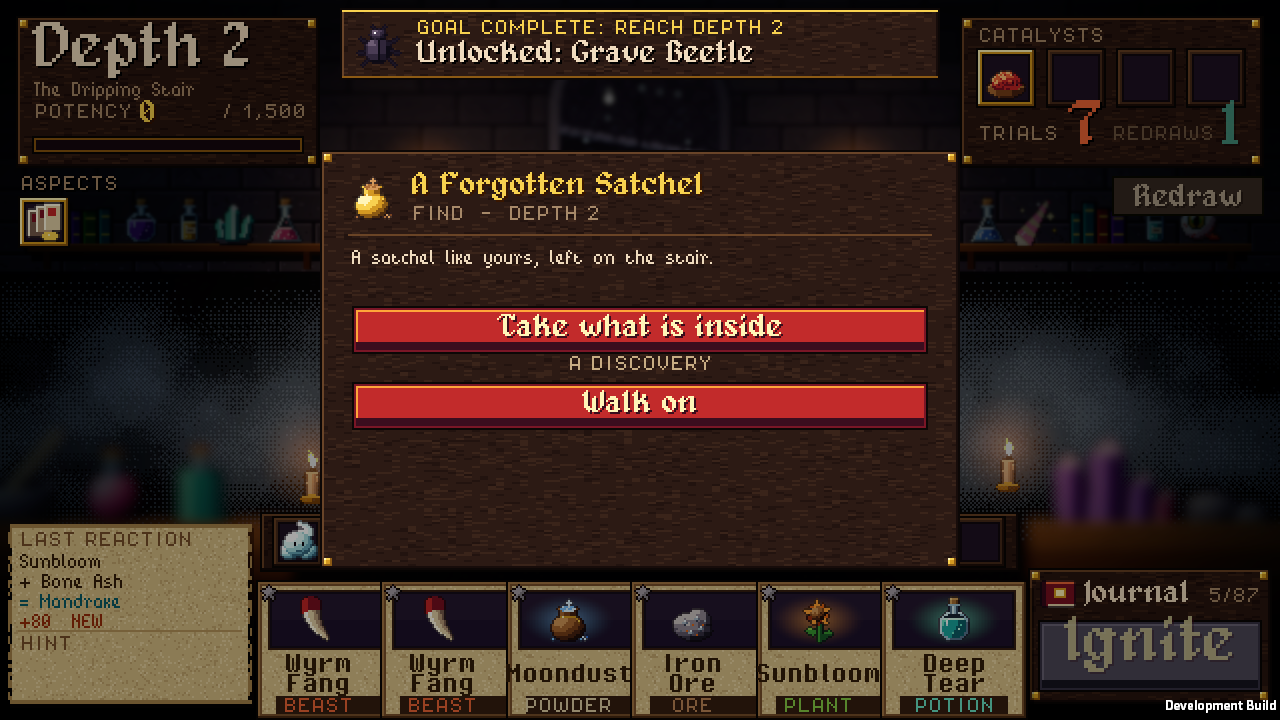 Depth 2
The Dripping Stair
POTENCY 0 / 1,500
ASPECTS
GOAL COMPLETE: REACH DEPTH 2
Unlocked: Grave Beetle
CATALYSTS
TRIALS 7 REDRAWS 1
Redraw
A Forgotten Satchel
FIND - DEPTH 2
A satchel like yours, left on the stair.
Take what is inside
A DISCOVERY
Walk on
LAST REACTION
Sunbloom
+ Bone Ash
= Mandrake
+80 NEW
HINT
Wyrm Fang
BEAST
Wyrm Fang
BEAST
Moondust
POWDER
Iron Ore
ORE
Sunbloom
PLANT
Deep Tear
POTION
Journal 5/87
Ignite
Development Build